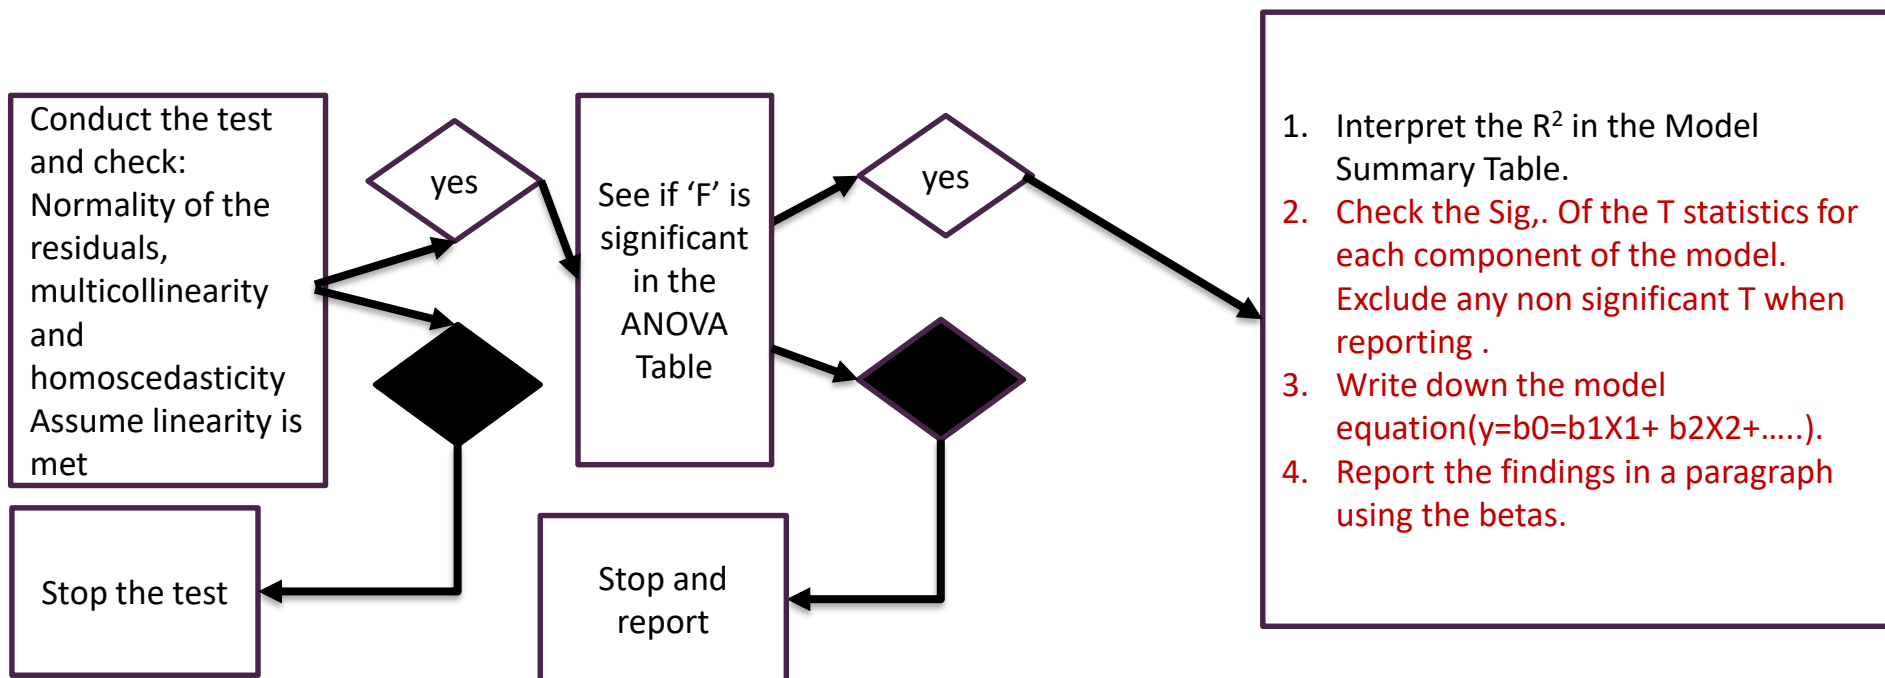 Conduct the test
and check:
Normality of the
residuals,
multicollinearity
and
homoscedasticity
Assume linearity is
met
yes
Stop the test
See if ‘F’ is
significant
in the
ANOVA
Table
yes
Stop and
report
1. Interpret the R² in the Model
Summary Table.
2. Check the Sig,. Of the T statistics for
each component of the model.
Exclude any non significant T when
reporting .
3. Write down the model
equation(y=b0=b1X1+ b2X2+…..).
4. Report the findings in a paragraph
using the betas.